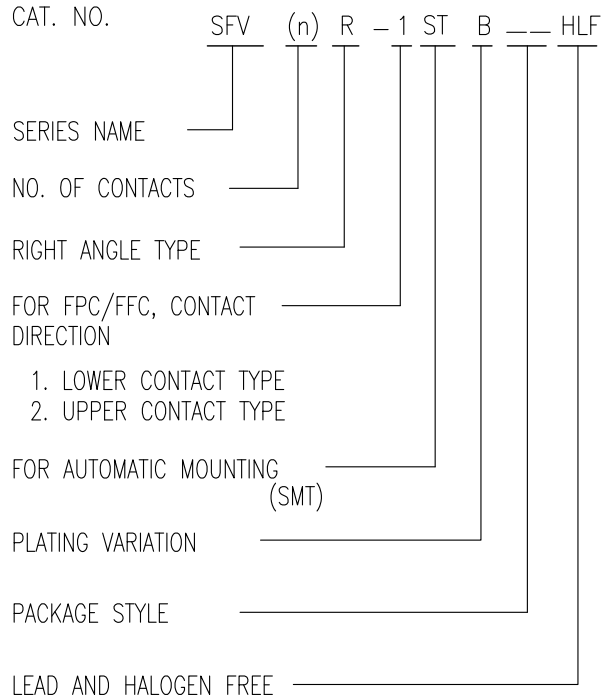 CAT. NO. SFV (n) R - 1 ST B __ HLF
SERIES NAME
NO. OF CONTACTS
RIGHT ANGLE TYPE
FOR FPC/FFC, CONTACT
DIRECTION
1. LOWER CONTACT TYPE
2. UPPER CONTACT TYPE
FOR AUTOMATIC MOUNTING
(SMT)
PLATING VARIATION
PACKAGE STYLE
LEAD AND HALOGEN FREE